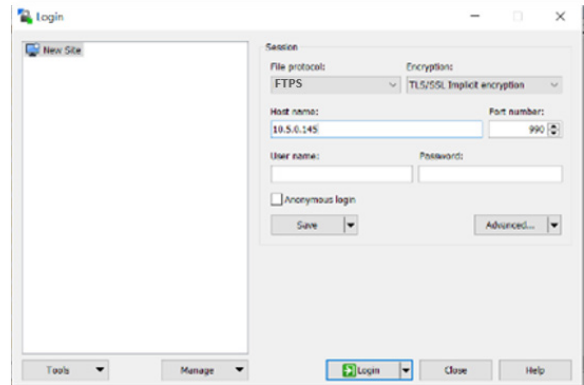 Login
New Site
Session
File protocol: Encryption:
FTPS TLS/SSL Implicit encryption
Host name: Port number:
10.5.0.145 990
User name: Password:
Anonymous login
Save Advanced...
Tools Manage Login Close Help